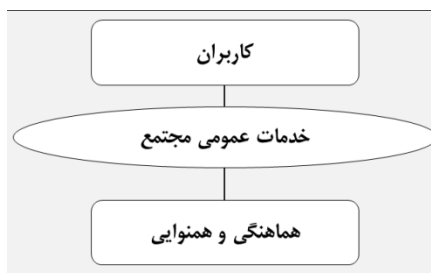 کاربران
خدمات عمومی مجتمع
هماهنگی و همنوایی